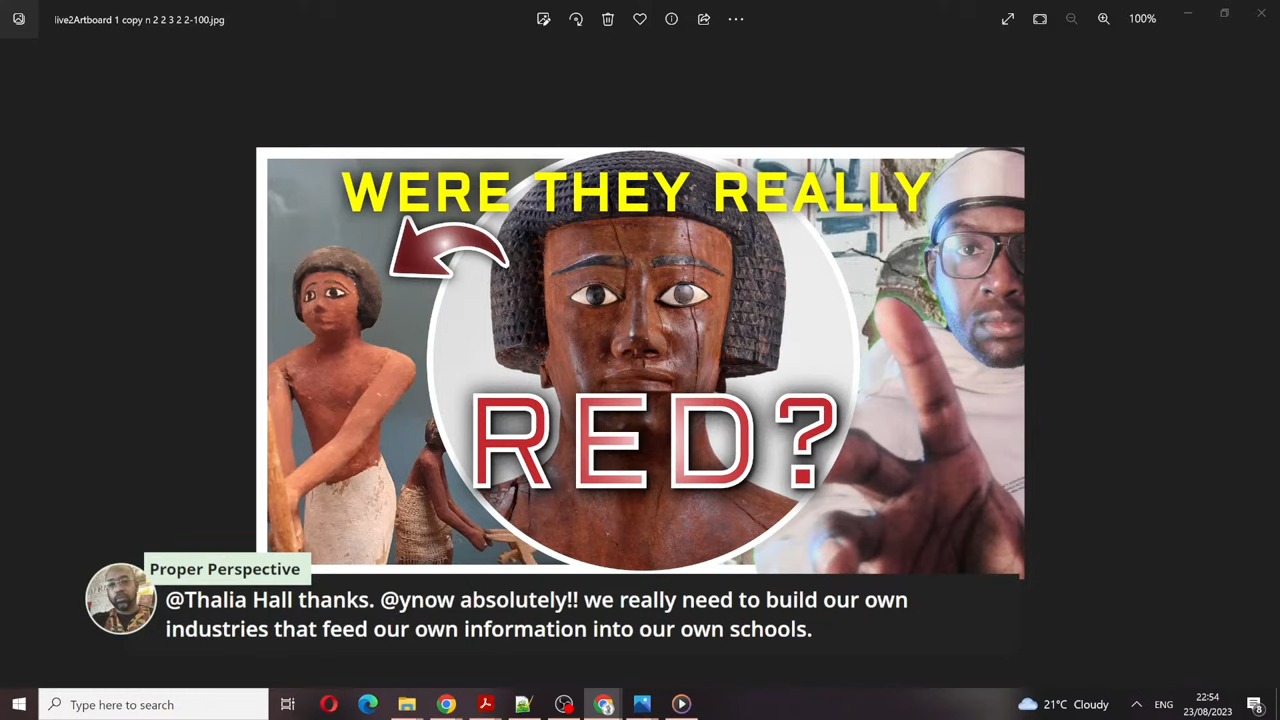 live2Artboard 1 copy n 2 2 3 2 2-100.jpg
100%
WERE THEY REALLY
RED?
Proper Perspective
@Thalia Hall thanks. @ynow absolutely!! we really need to build our own
industries that feed our own information into our own schools.
Type here to search
21°C Cloudy
ENG
22:54
23/08/2023
8